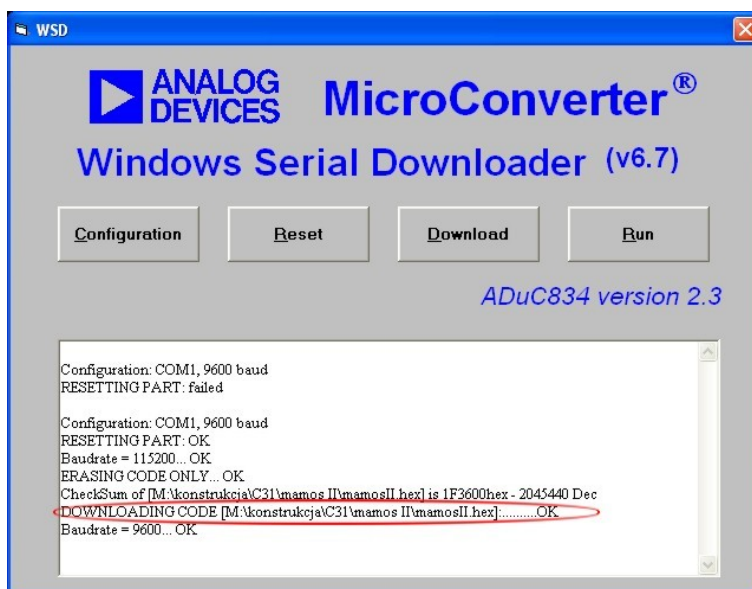 WSD
ANALOG DEVICES
MicroConverter®
Windows Serial Downloader (v6.7)
Configuration Reset Download Run
ADuC834 version 2.3
Configuration: COM1, 9600 baud
RESETTING PART: failed
Configuration: COM1, 9600 baud
RESETTING PART: OK
Baudrate = 115200... OK
ERASING CODE ONLY... OK
CheckSum of [M:\konstrukcja\C31\mamos II\mamosII.hex] is 1F3600hex - 2045440 Dec
DOWNLOADING CODE [M:\konstrukcja\C31\mamos II\mamosII.hex]:..........OK
Baudrate = 9600... OK